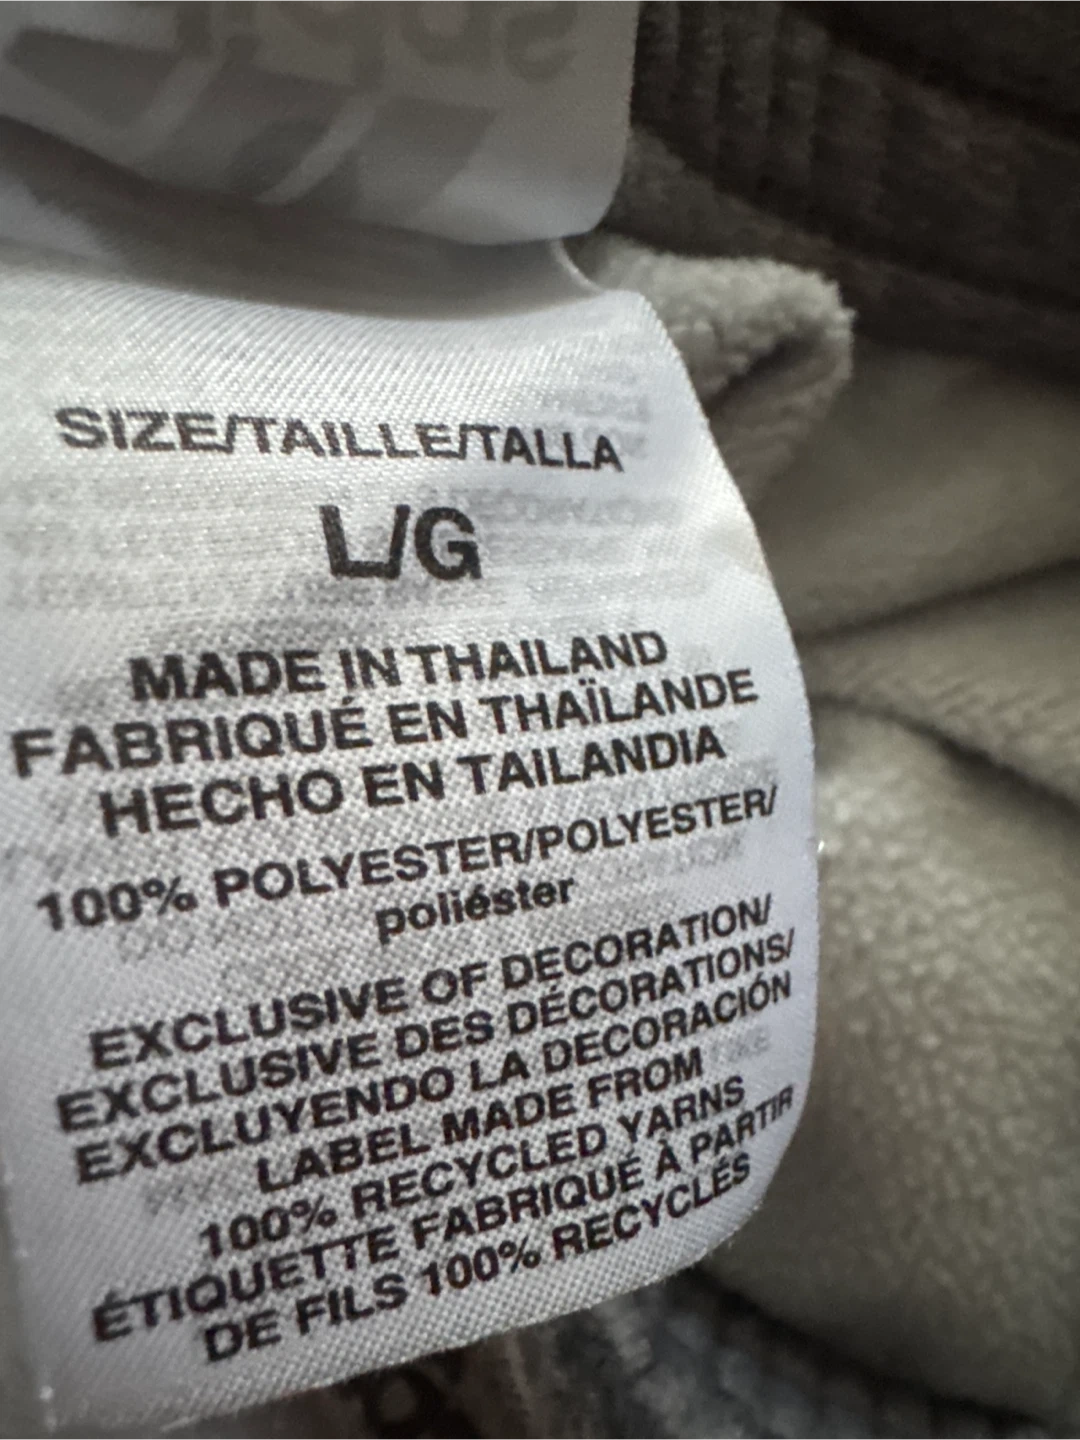 SIZE/TAILLE/TALLA
L/G
MADE IN THAILAND
FABRIQUÉ EN THAÏLANDE
HECHO EN TAILANDIA
100% POLYESTER/POLYESTER/
poliéster
EXCLUSIVE OF DECORATION/
EXCLUSIVE DES DÉCORATIONS/
EXCLUYENDO LA DECORACIÓN
LABEL MADE FROM
100% RECYCLED YARNS
ÉTIQUETTE FABRIQUÉ À PARTIR
DE FILS 100% RECYCLÉS